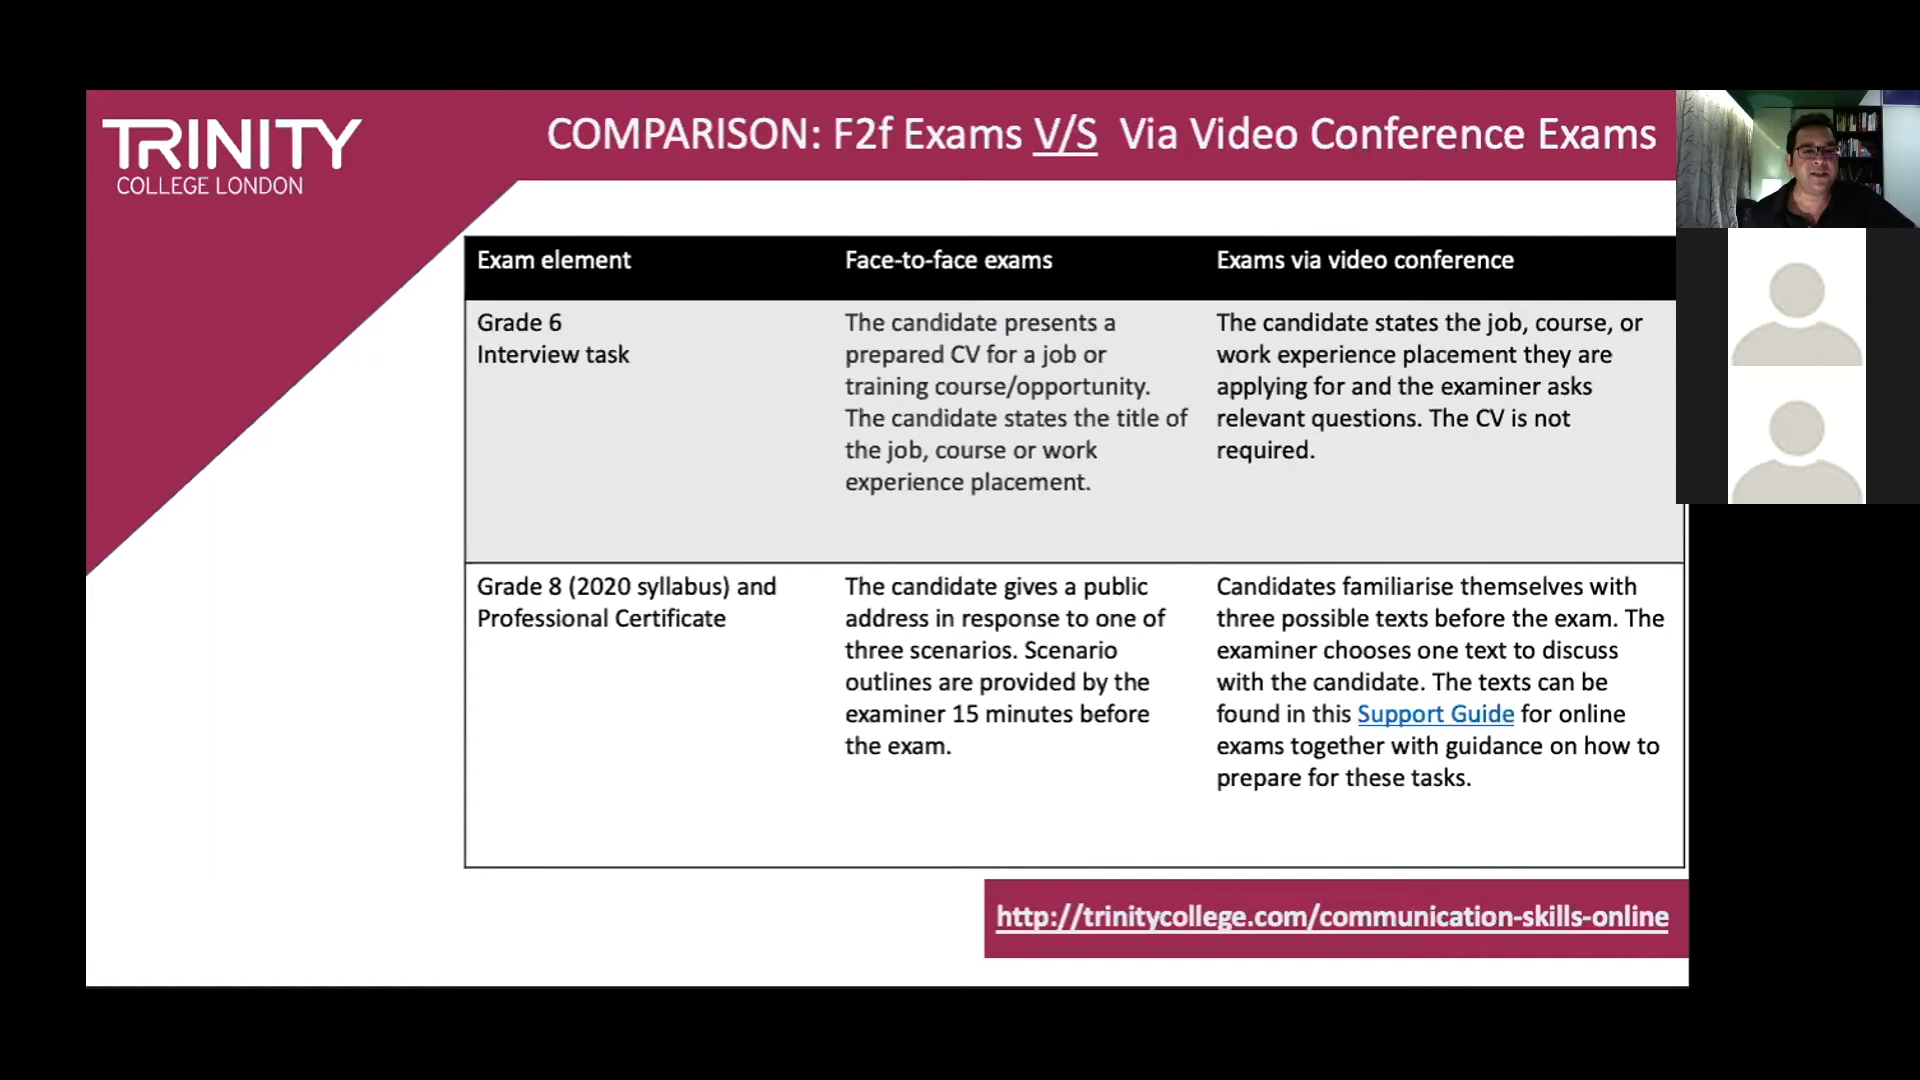 TRINITY
COLLEGE LONDON
COMPARISON: F2f Exams V/S Via Video Conference Exams
Exam element
Face-to-face exams
Exams via video conference
Grade 6
Interview task
The candidate presents a
prepared CV for a job or
training course/opportunity.
The candidate states the title of
the job, course or work
experience placement.
The candidate states the job, course, or
work experience placement they are
applying for and the examiner asks
relevant questions. The CV is not
required.
Grade 8 (2020 syllabus) and
Professional Certificate
The candidate gives a public
address in response to one of
three scenarios. Scenario
outlines are provided by the
examiner 15 minutes before
the exam.
Candidates familiarise themselves with
three possible texts before the exam. The
examiner chooses one text to discuss
with the candidate. The texts can be
found in this Support Guide for online
exams together with guidance on how to
prepare for these tasks.
http://trinitycollege.com/communication-skills-online